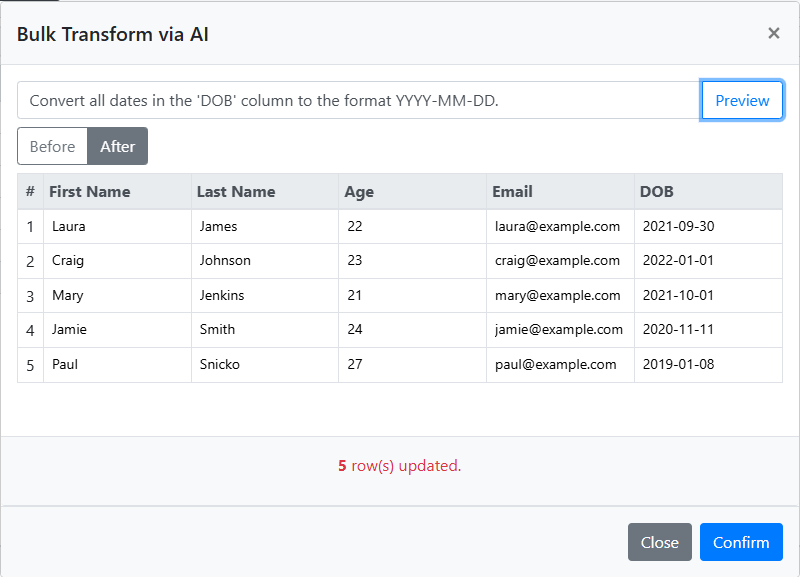 Bulk Transform via AI ×
Convert all dates in the 'DOB' column to the format YYYY-MM-DD. Preview
Before After
# First Name Last Name Age Email DOB
1 Laura James 22 laura@example.com 2021-09-30
2 Craig Johnson 23 craig@example.com 2022-01-01
3 Mary Jenkins 21 mary@example.com 2021-10-01
4 Jamie Smith 24 jamie@example.com 2020-11-11
5 Paul Snicko 27 paul@example.com 2019-01-08
5 row(s) updated.
Close Confirm